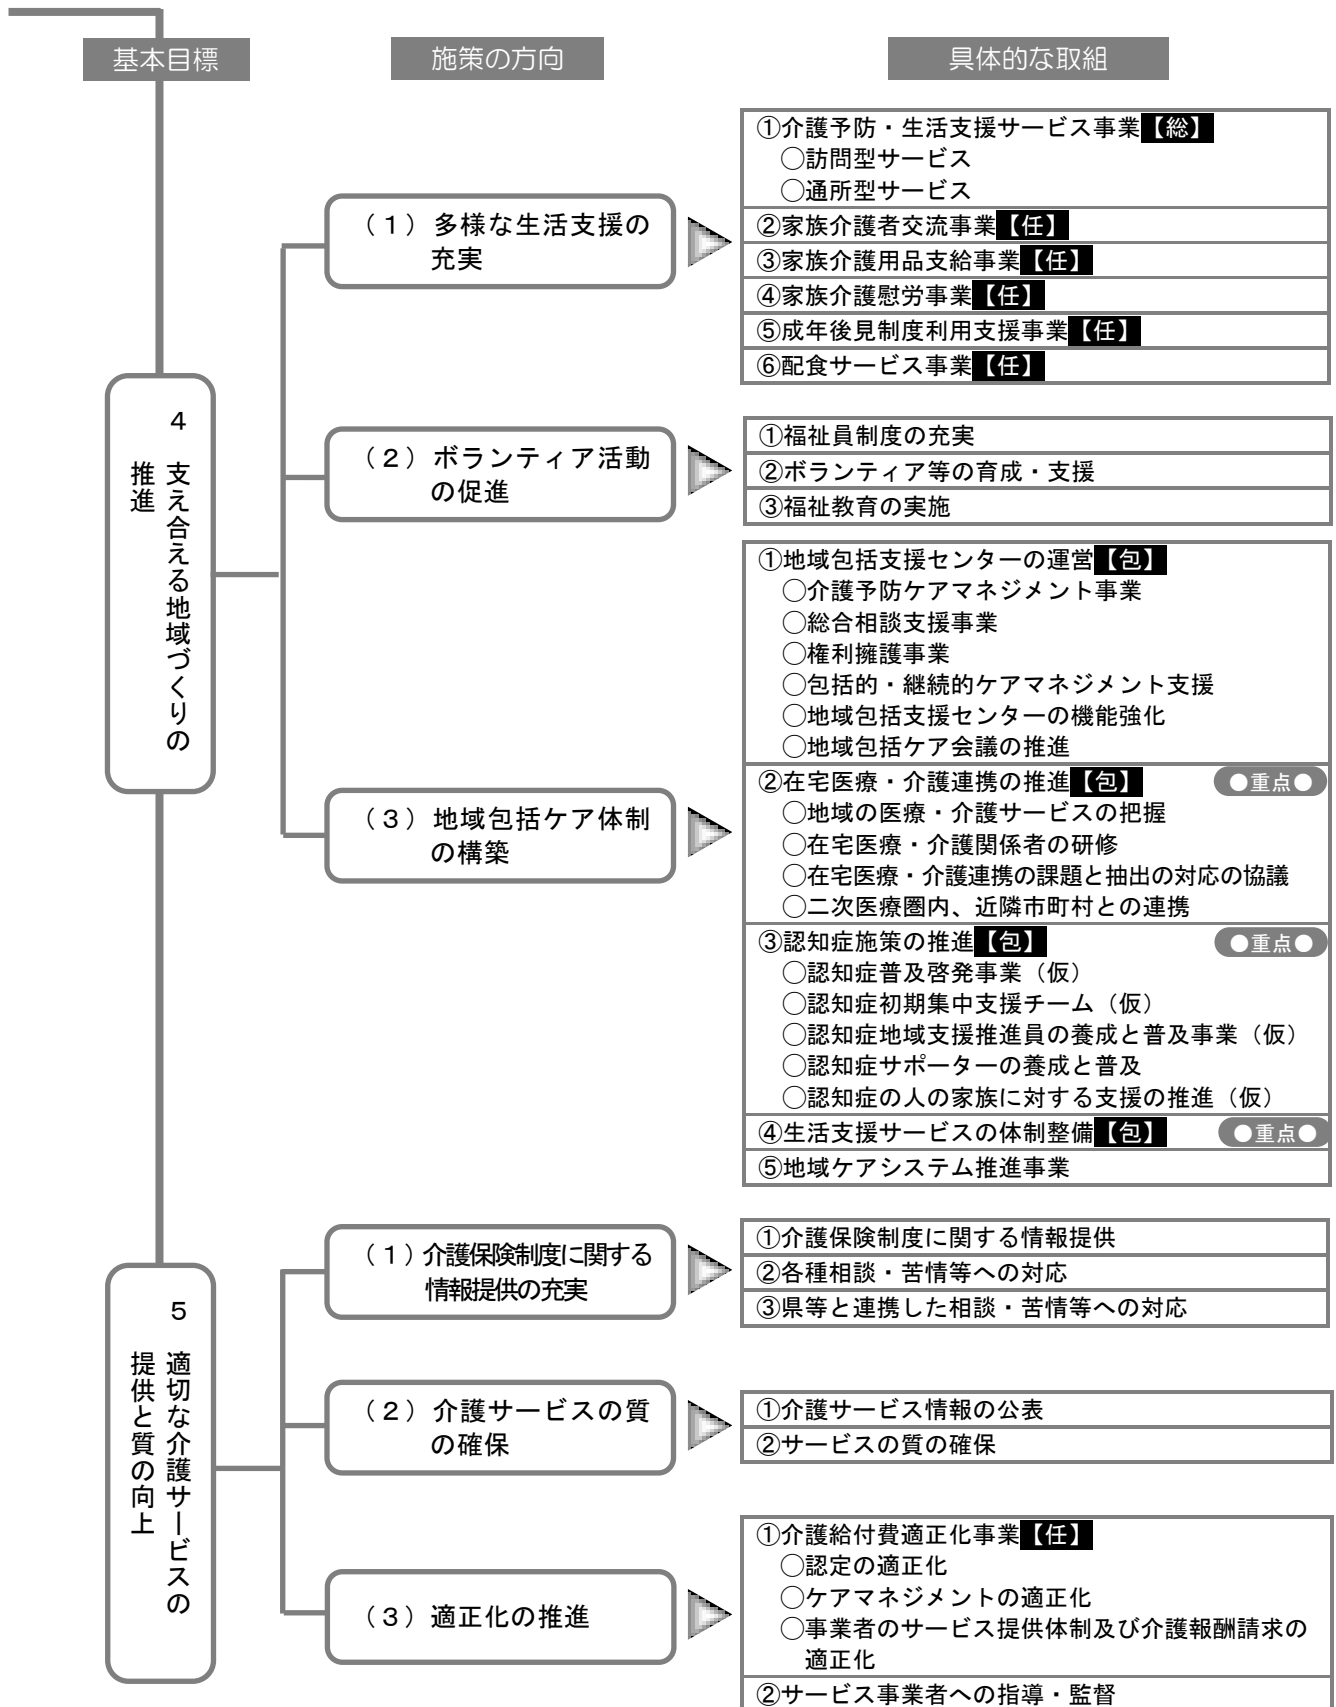 基本目標
施策の方向
具体的な取組
4 支え合える地域づくりの
推進
（１）多様な生活支援の
充実
①介護予防・生活支援サービス事業【総】
○訪問型サービス
○通所型サービス
②家族介護者交流事業【任】
③家族介護用品支給事業【任】
④家族介護慰労事業【任】
⑤成年後見制度利用支援事業【任】
⑥配食サービス事業【任】
（２）ボランティア活動
の促進
①福祉員制度の充実
②ボランティア等の育成・支援
③福祉教育の実施
（３）地域包括ケア体制
の構築
①地域包括支援センターの運営【包】
○介護予防ケアマネジメント事業
○総合相談支援事業
○権利擁護事業
○包括的・継続的ケアマネジメント支援
○地域包括支援センターの機能強化
○地域包括ケア会議の推進
②在宅医療・介護連携の推進【包】 ●重点●
○地域の医療・介護サービスの把握
○在宅医療・介護関係者の研修
○在宅医療・介護連携の課題と抽出の対応の協議
○二次医療圏内、近隣市町村との連携
③認知症施策の推進【包】 ●重点●
○認知症普及啓発事業（仮）
○認知症初期集中支援チーム（仮）
○認知症地域支援推進員の養成と普及事業（仮）
○認知症サポーターの養成と普及
○認知症の人の家族に対する支援の推進（仮）
④生活支援サービスの体制整備【包】 ●重点●
⑤地域ケアシステム推進事業
5 適切な介護サービスの
提供と質の向上
（１）介護保険制度に関する
情報提供の充実
①介護保険制度に関する情報提供
②各種相談・苦情等への対応
③県等と連携した相談・苦情等への対応
（２）介護サービスの質
の確保
①介護サービス情報の公表
②サービスの質の確保
（３）適正化の推進
①介護給付費適正化事業【任】
○認定の適正化
○ケアマネジメントの適正化
○事業者のサービス提供体制及び介護報酬請求の
適正化
②サービス事業者への指導・監督